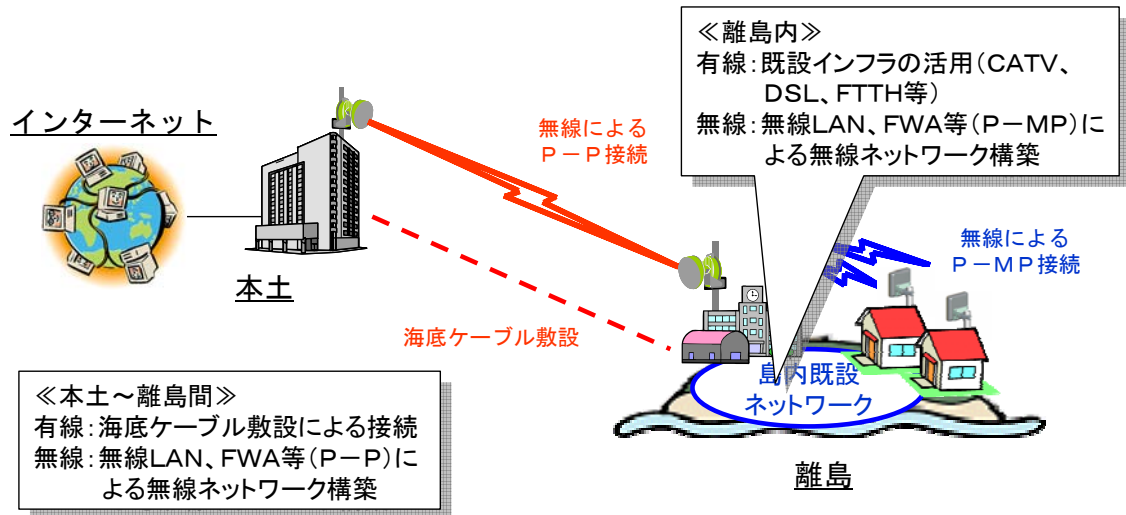 ≪離島内≫
有線：既設インフラの活用（CATV、
DSL、FTTH等）
無線：無線LAN、FWA等（P－MP）に
よる無線ネットワーク構築
インターネット
無線による
P－P接続
無線による
P－MP接続
本土
海底ケーブル敷設
島内既設
ネットワーク
≪本土～離島間≫
有線：海底ケーブル敷設による接続
無線：無線LAN、FWA等（P－P）に
よる無線ネットワーク構築
離島